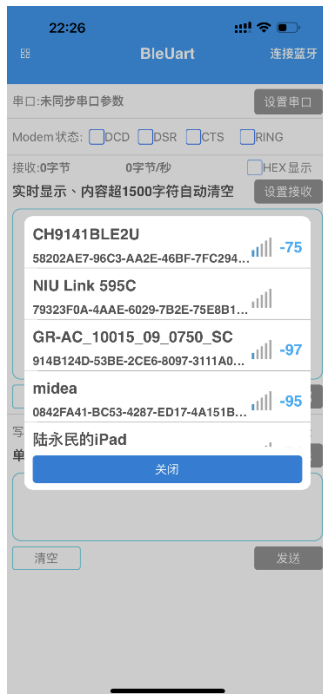 22:26
BleUart
连接蓝牙
串口:未同步串口参数
设置串口
Modem状态: DCD DSR CTS RING
接收:0字节 0字节/秒 HEX显示
实时显示、内容超1500字符自动清空
设置接收
CH9141BLE2U
58202AE7-96C3-AA2E-46BF-7FC294...
-75
NIU Link 595C
79323F0A-4AAE-6029-7B2E-75E8B1...
GR-AC_10015_09_0750_SC
914B124D-53BE-2CE6-8097-3111A0...
-97
midea
0842FA41-BC53-4287-ED17-4A151B...
-95
陆永民的iPad
写
单
关闭
清空
发送